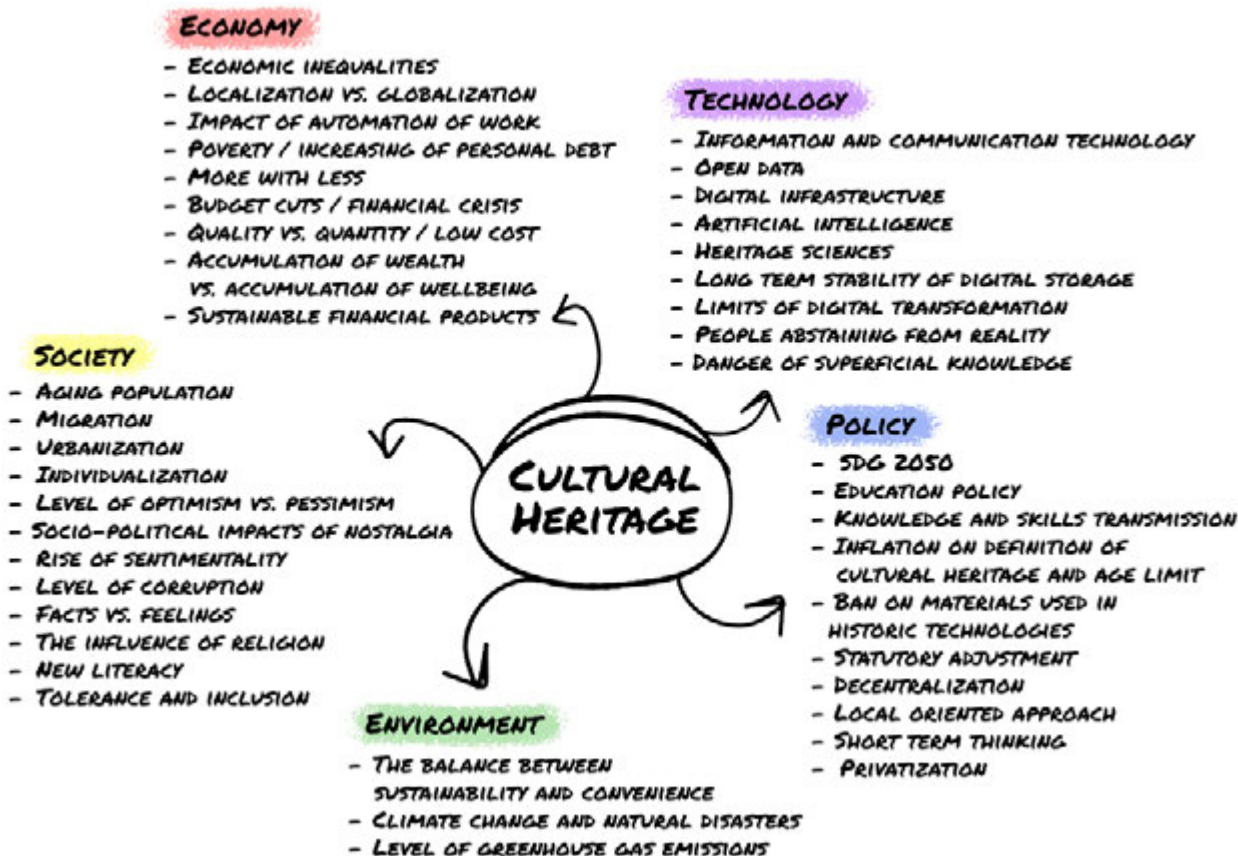 ECONOMY
- ECONOMIC INEQUALITIES
- LOCALIZATION VS. GLOBALIZATION
- IMPACT OF AUTOMATION OF WORK
- POVERTY / INCREASING OF PERSONAL DEBT
- MORE WITH LESS
- BUDGET CUTS / FINANCIAL CRISIS
- QUALITY VS. QUANTITY / LOW COST
- ACCUMULATION OF WEALTH
VS. ACCUMULATION OF WELLBEING
- SUSTAINABLE FINANCIAL PRODUCTS
TECHNOLOGY
- INFORMATION AND COMMUNICATION TECHNOLOGY
- OPEN DATA
- DIGITAL INFRASTRUCTURE
- ARTIFICIAL INTELLIGENCE
- HERITAGE SCIENCES
- LONG TERM STABILITY OF DIGITAL STORAGE
- LIMITS OF DIGITAL TRANSFORMATION
- PEOPLE ABSTAINING FROM REALITY
- DANGER OF SUPERFICIAL KNOWLEDGE
SOCIETY
- AGING POPULATION
- MIGRATION
- URBANIZATION
- INDIVIDUALIZATION
- LEVEL OF OPTIMISM VS. PESSIMISM
- SOCIO-POLITICAL IMPACTS OF NOSTALGIA
- RISE OF SENTIMENTALITY
- LEVEL OF CORRUPTION
- FACTS VS. FEELINGS
- THE INFLUENCE OF RELIGION
- NEW LITERACY
- TOLERANCE AND INCLUSION
CULTURAL
HERITAGE
POLICY
- SDG 2050
- EDUCATION POLICY
- KNOWLEDGE AND SKILLS TRANSMISSION
- INFLATION ON DEFINITION OF
CULTURAL HERITAGE AND AGE LIMIT
- BAN ON MATERIALS USED IN
HISTORIC TECHNOLOGIES
- STATUTORY ADJUSTMENT
- DECENTRALIZATION
- LOCAL ORIENTED APPROACH
- SHORT TERM THINKING
- PRIVATIZATION
ENVIRONMENT
- THE BALANCE BETWEEN
SUSTAINABILITY AND CONVENIENCE
- CLIMATE CHANGE AND NATURAL DISASTERS
- LEVEL OF GREENHOUSE GAS EMISSIONS